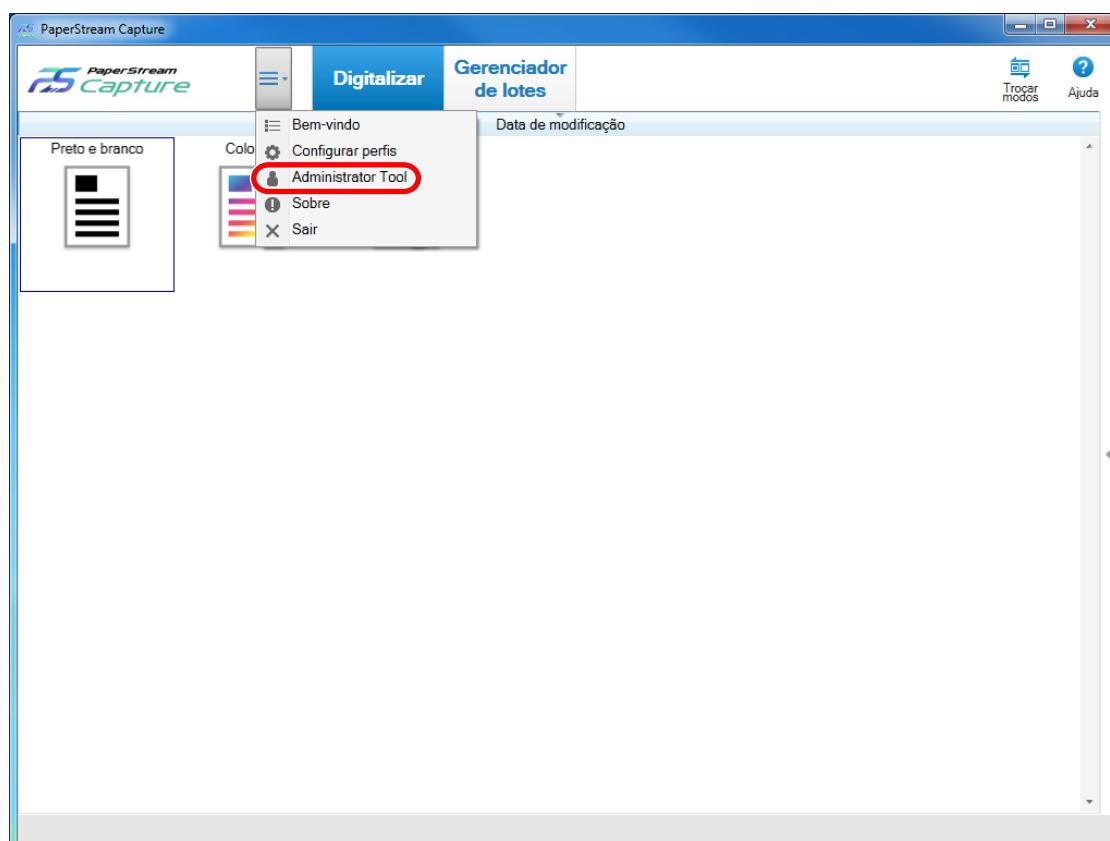 PaperStream Capture
PaperStream
Capture
Digitalizar
Gerenciador
de lotes
Trocar
modos
Ajuda
Data de modificação
Bem-vindo
Configurar perfis
Administrator Tool
Sobre
Sair
Preto e branco
Colo